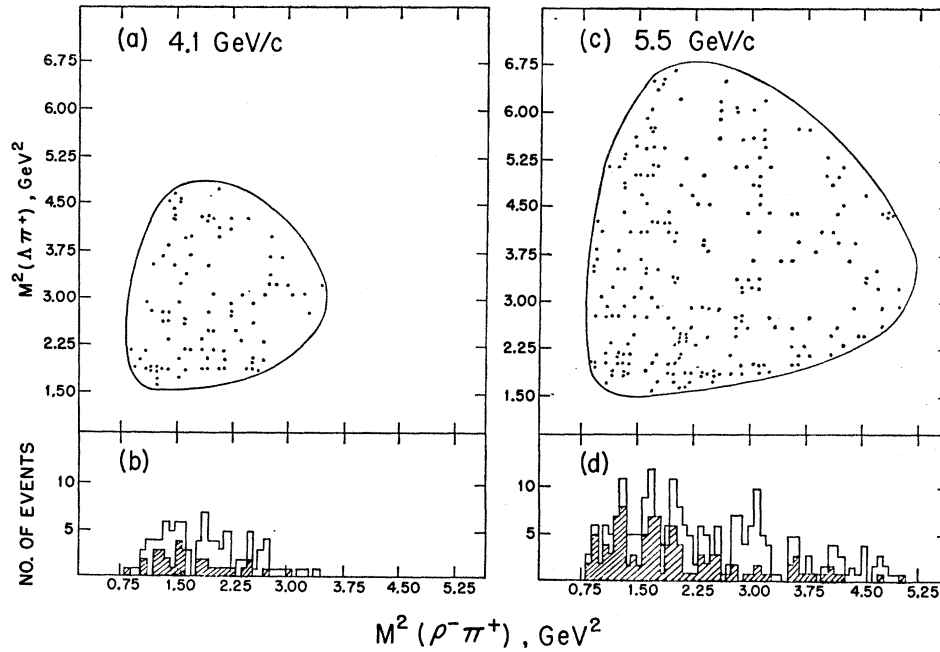 (a) 4.1 GeV/c
(c) 5.5 GeV/c
M²(Λπ⁺), GeV²
6.75
6.00
5.25
4.50
3.75
3.00
2.25
1.50
6.75
6.00
5.25
4.50
3.75
3.00
2.25
1.50
(b)
(d)
NO. OF EVENTS
10
5
10
5
0.75 1.50 2.25 3.00 3.75 4.50 5.25
0.75 1.50 2.25 3.00 3.75 4.50 5.25
M²(ρ⁻π⁺), GeV²